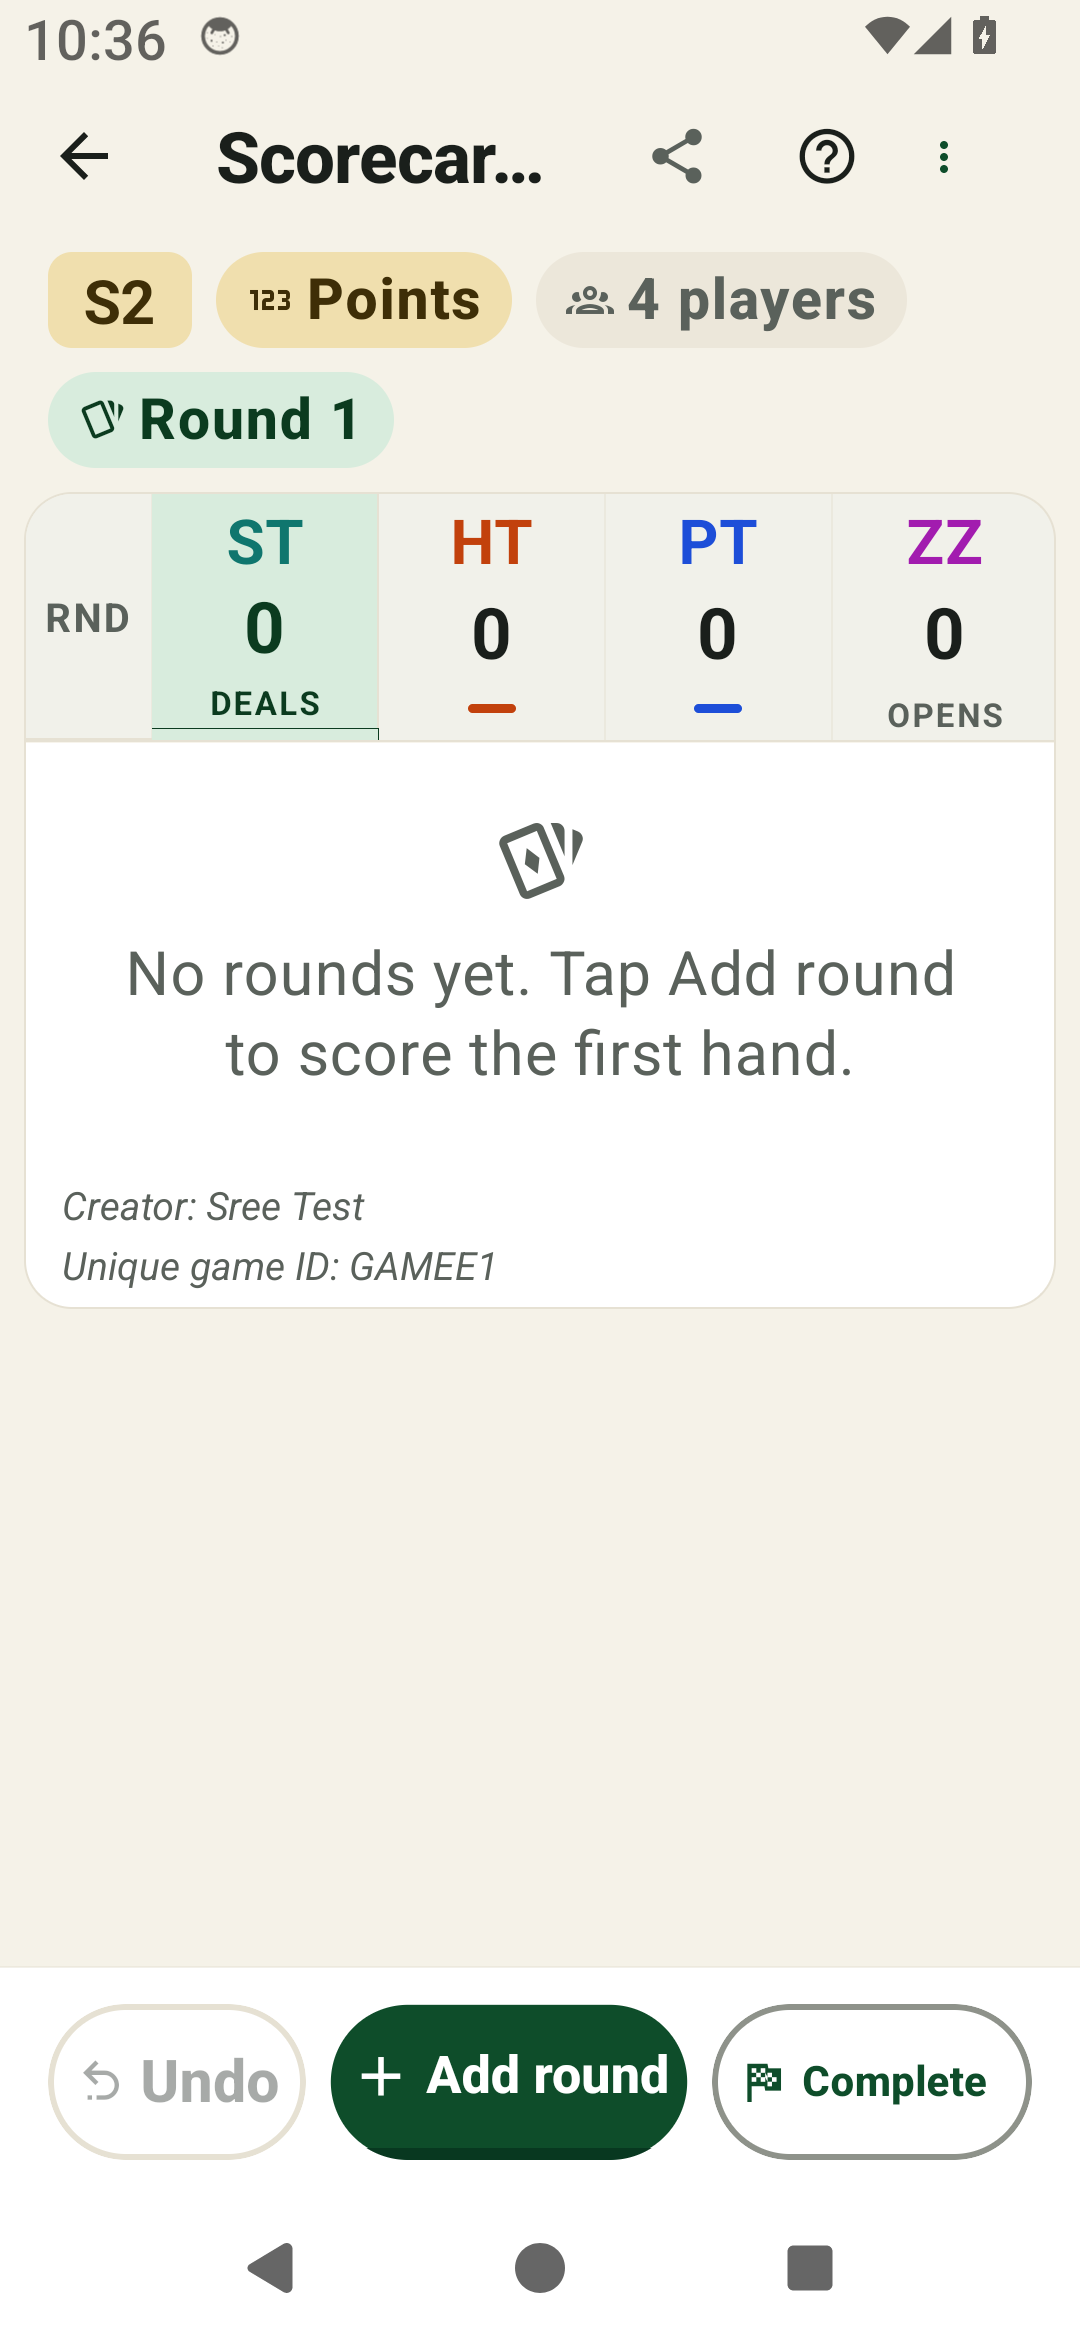 10:36
Scorecar...
S2
123 Points
4 players
Round 1
RND
ST
HT
PT
ZZ
0
0
0
0
DEALS
OPENS
No rounds yet. Tap Add round
to score the first hand.
Creator: Sree Test
Unique game ID: GAMEE1
Undo
+ Add round
Complete